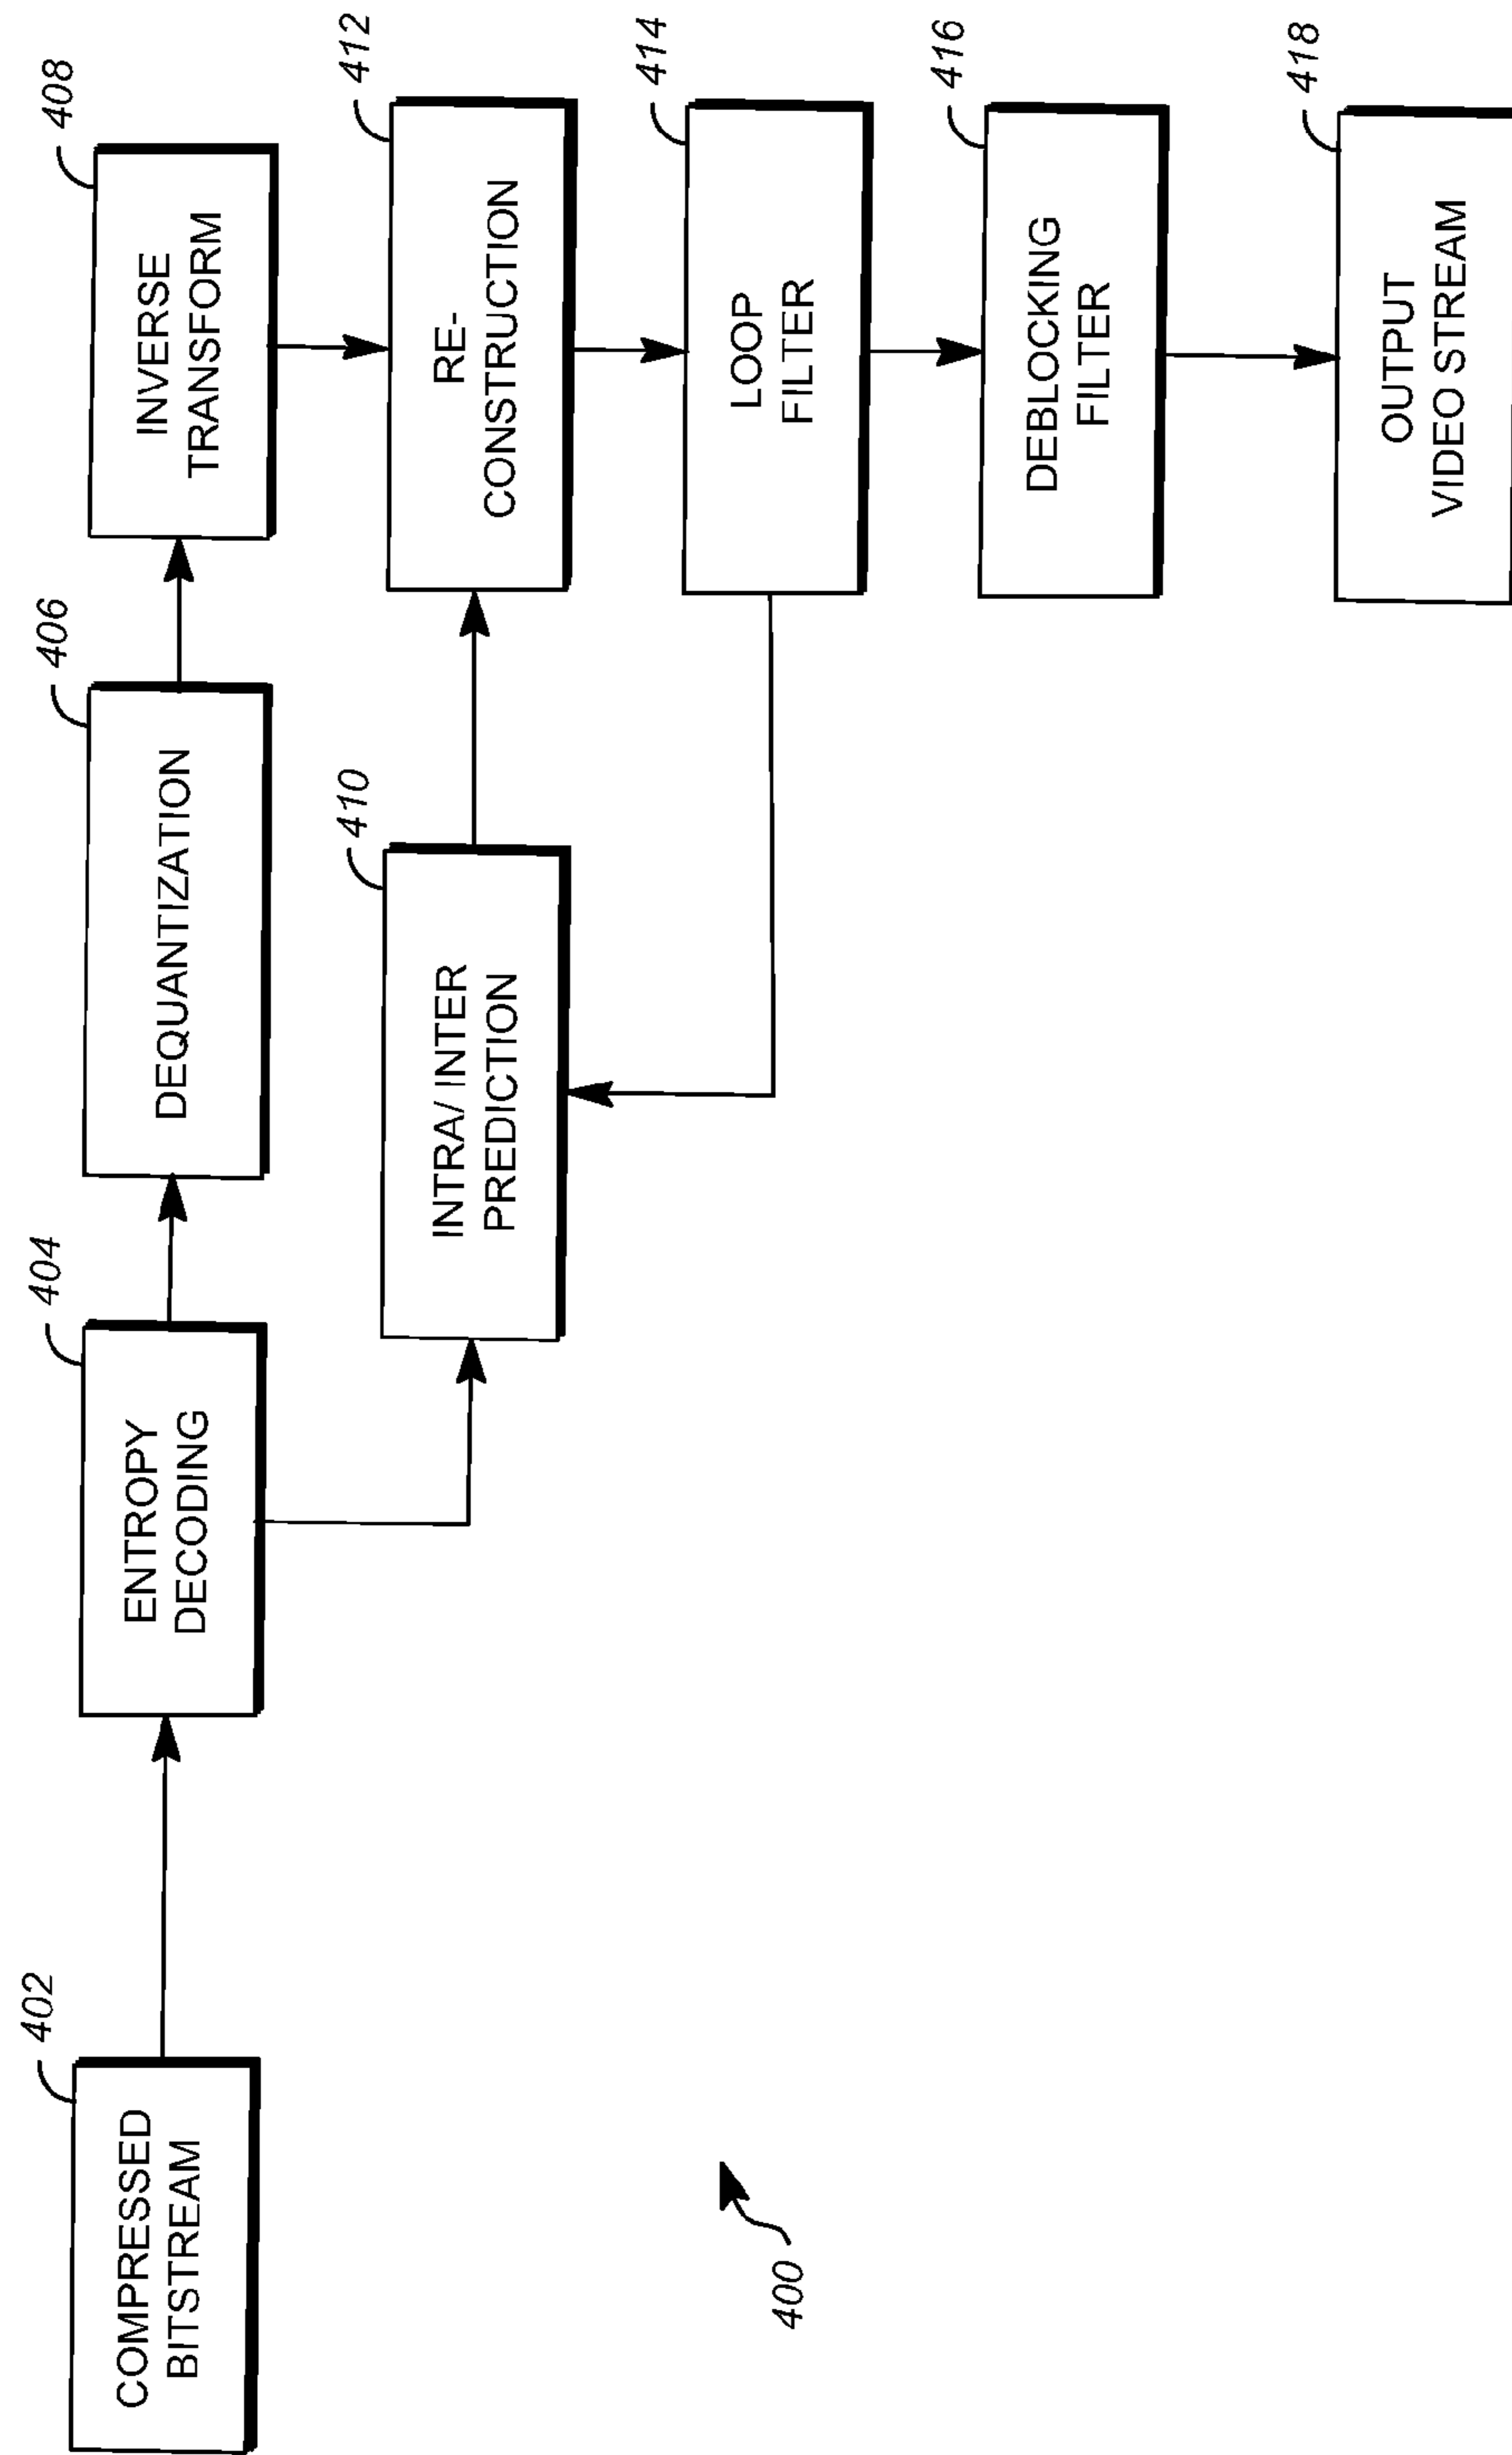 402
COMPRESSED
BITSTREAM
404
ENTROPY
DECODING
406
DEQUANTIZATION
408
INVERSE
TRANSFORM
410
INTRA/ INTER
PREDICTION
412
RE-
CONSTRUCTION
414
LOOP
FILTER
416
DEBLOCKING
FILTER
418
OUTPUT
VIDEO STREAM
400